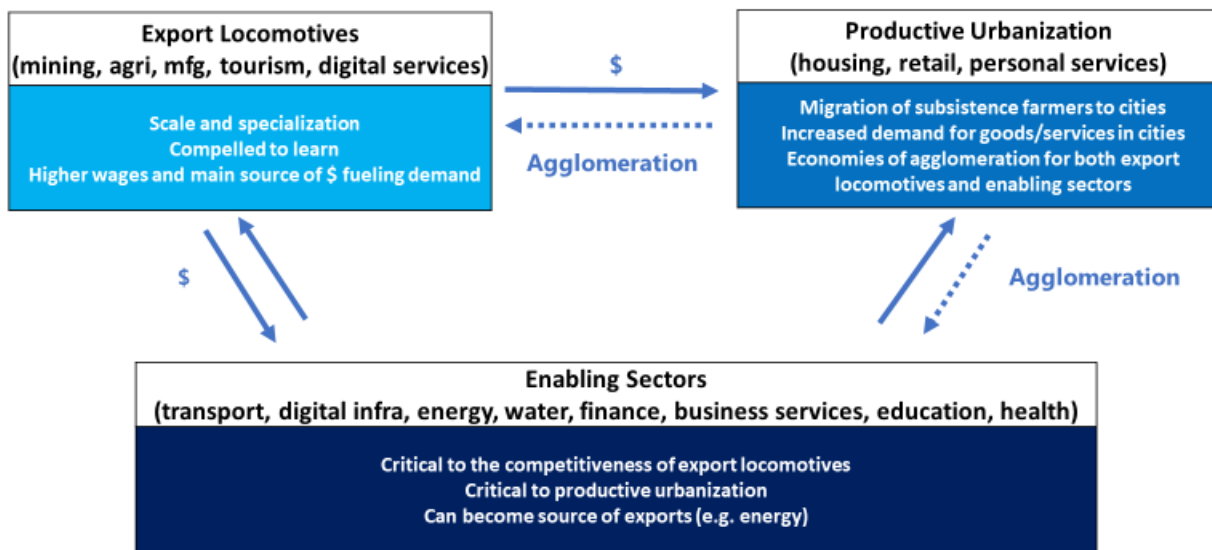 Export Locomotives
(mining, agri, mfg, tourism, digital services)
Scale and specialization
Compelled to learn
Higher wages and main source of $ fueling demand
$
Agglomeration
Productive Urbanization
(housing, retail, personal services)
Migration of subsistence farmers to cities
Increased demand for goods/services in cities
Economies of agglomeration for both export
locomotives and enabling sectors
$
Agglomeration
Enabling Sectors
(transport, digital infra, energy, water, finance, business services, education, health)
Critical to the competitiveness of export locomotives
Critical to productive urbanization
Can become source of exports (e.g. energy)